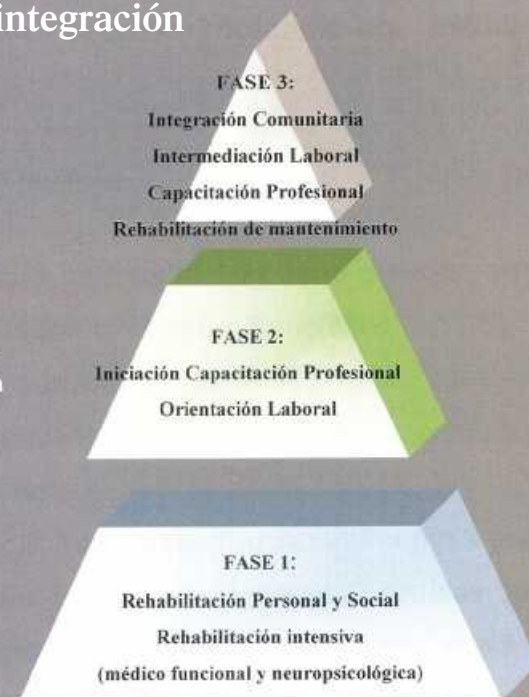 integración
FASE 3:
Integración Comunitaria
Intermediación Laboral
Capacitación Profesional
Rehabilitación de mantenimiento
FASE 2:
Iniciación Capacitación Profesional
Orientación Laboral
FASE 1:
Rehabilitación Personal y Social
Rehabilitación intensiva
(médico funcional y neuropsicológica)